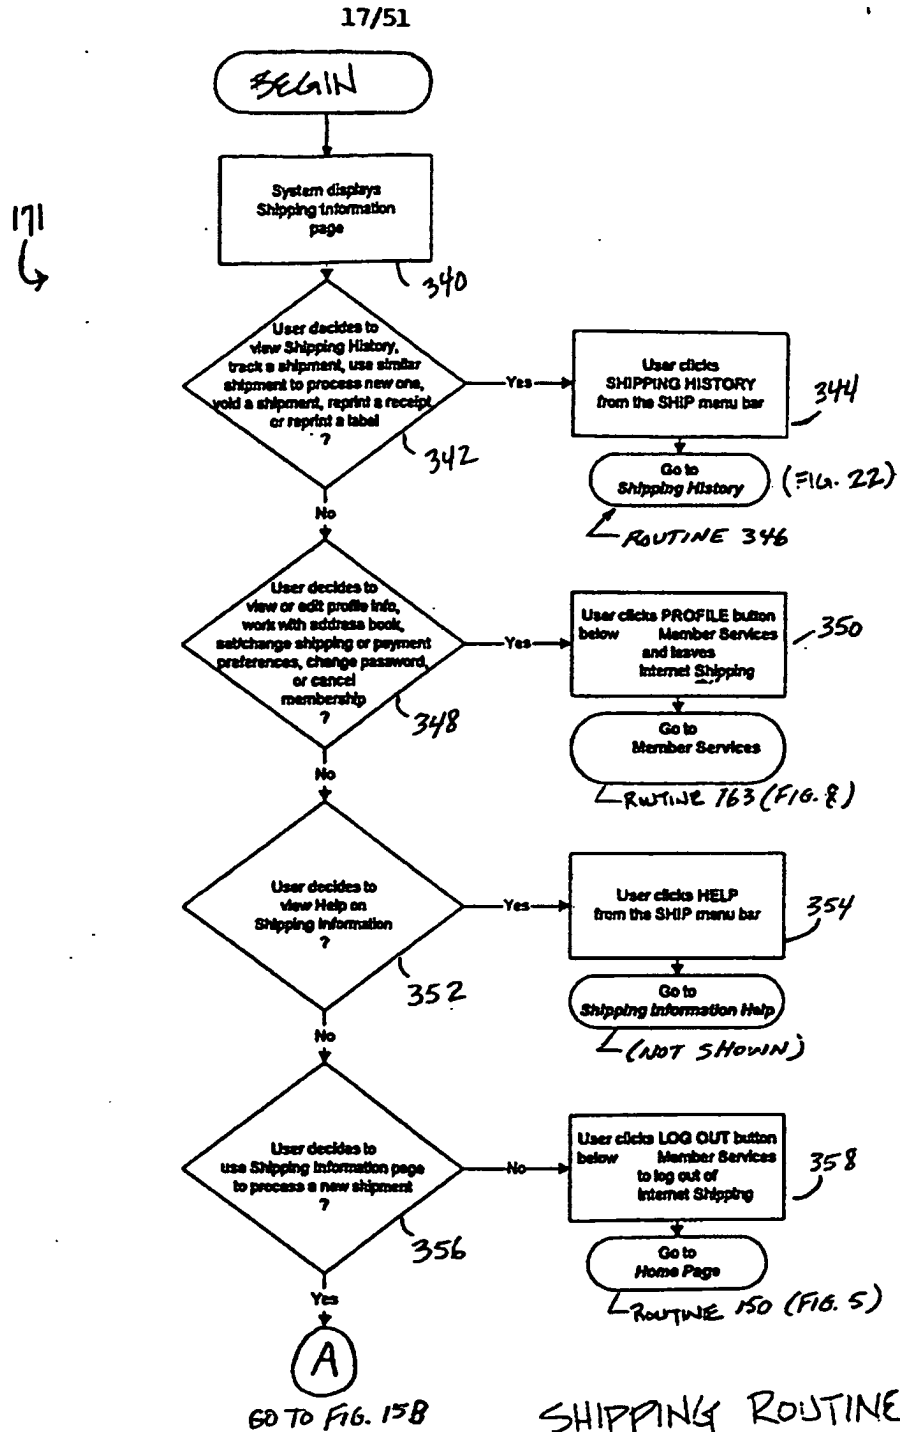 17/51
BEGIN
System displays
Shipping Information
page
171
340
User decides to
view Shipping History,
track a shipment, use similar
shipment to process new one,
void a shipment, reprint a receipt
or reprint a label
?
342
Yes
User clicks
SHIPPING HISTORY
from the SHIP menu bar
344
Go to
Shipping History
(FIG. 22)
ROUTINE 346
No
User decides to
view or edit profile info,
work with address book,
set/change shipping or payment
preferences, change password,
or cancel
membership
?
348
Yes
User clicks PROFILE button
below Member Services
and leaves
Internet Shipping
350
Go to
Member Services
ROUTINE 163 (FIG. 8)
No
User decides to
view Help on
Shipping Information
?
352
Yes
User clicks HELP
from the SHIP menu bar
354
Go to
Shipping Information Help
(NOT SHOWN)
No
User decides to
use Shipping Information page
to process a new shipment
?
356
No
User clicks LOG OUT button
below Member Services
to log out of
Internet Shipping
358
Go to
Home Page
ROUTINE 150 (FIG. 5)
Yes
A
GO TO FIG. 15B
SHIPPING ROUTINE